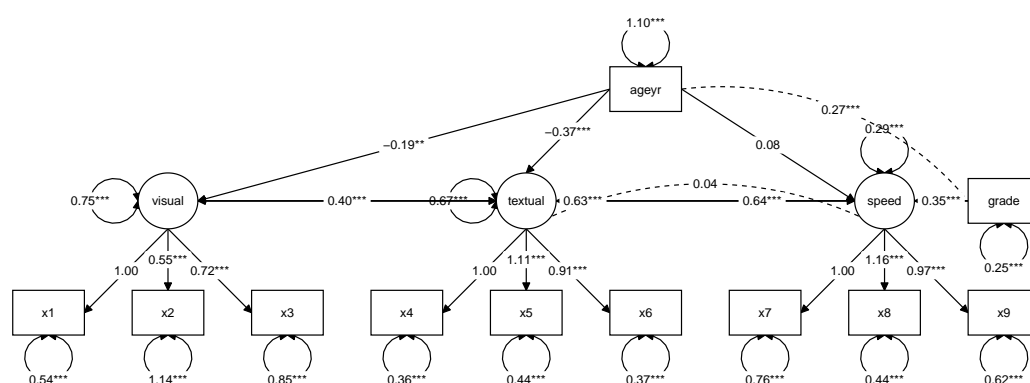 1.10***
ageyr
0.27***
0.29***
−0.37***
−0.19**
0.08
0.04
0.75*** visual 0.40*** 0.67*** textual 0.63*** 0.64*** speed 0.35*** grade
0.55*** 1.11*** 1.16***
1.00 0.72*** 1.00 0.91*** 1.00 0.97*** 0.25***
x1 x2 x3 x4 x5 x6 x7 x8 x9
0.54*** 1.14*** 0.85*** 0.36*** 0.44*** 0.37*** 0.76*** 0.44*** 0.62***